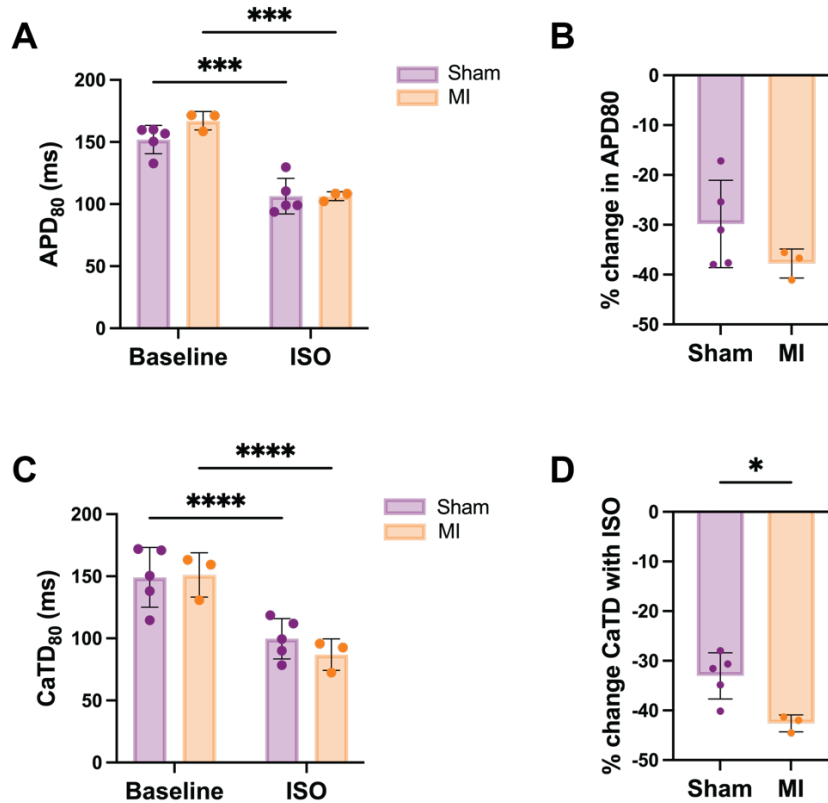 A
***
***
Sham
MI
APD80 (ms)
200
150
100
50
0
Baseline
ISO
B
% change in APD80
0
-10
-20
-30
-40
-50
Sham
MI
C
****
****
Sham
MI
CaTD80 (ms)
200
150
100
50
0
Baseline
ISO
D
*
% change CaTD with ISO
0
-10
-20
-30
-40
-50
Sham
MI